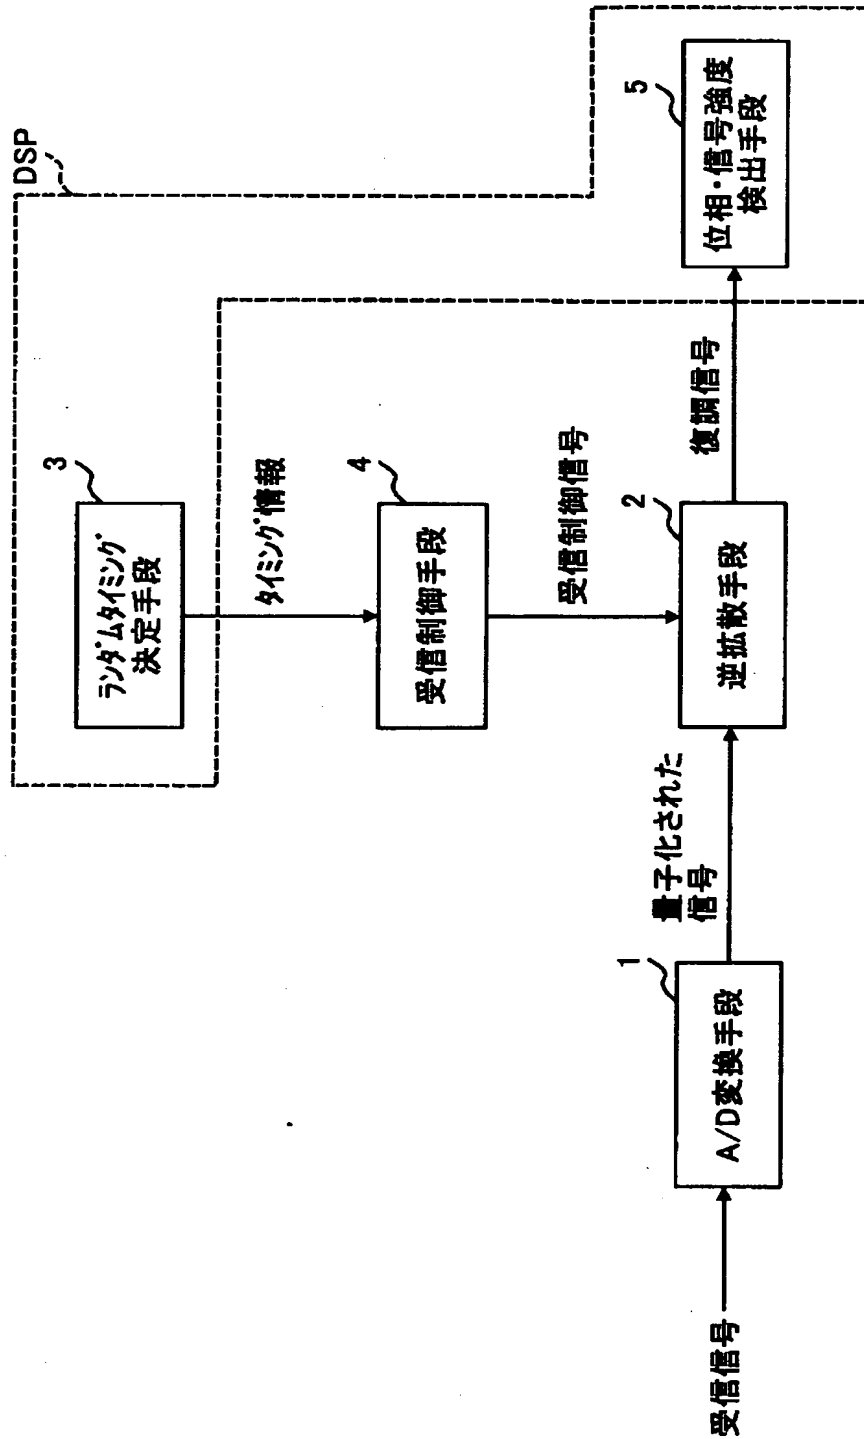 DSP
3
ランダムタイミング
決定手段
タイミング情報
4
受信制御手段
受信制御信号
受信信号
1
A/D変換手段
量子化された
信号
2
逆拡散手段
復調信号
5
位相・信号強度
検出手段